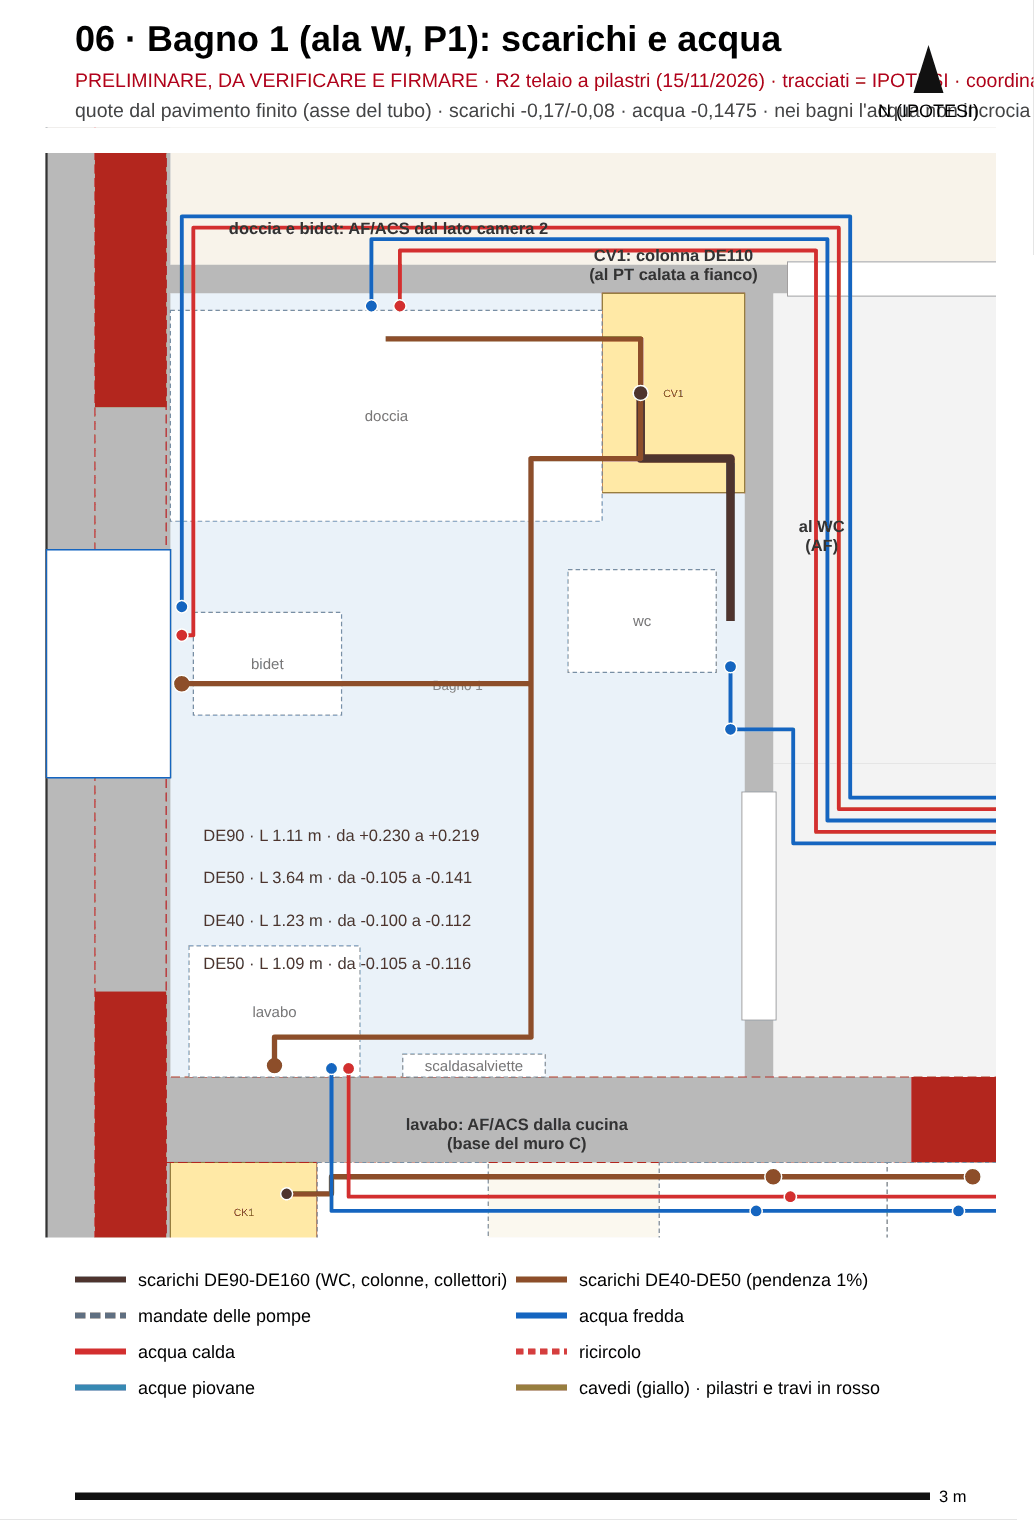 06 · Bagno 1 (ala W, P1): scarichi e acqua
PRELIMINARE, DA VERIFICARE E FIRMARE · R2 telaio a pilastri (15/11/2026) · tracciati = IPOTESI · coordina
quote dal pavimento finito (asse del tubo) · scarichi -0,17/-0,08 · acqua -0,1475 · nei bagni l'acqua non incrocia
N (IPOTESI)
doccia e bidet: AF/ACS dal lato camera 2
CV1: colonna DE110
(al PT calata a fianco)
CV1
doccia
al WC
(AF)
wc
bidet
Bagno 1
DE90 · L 1.11 m · da +0.230 a +0.219
DE50 · L 3.64 m · da -0.105 a -0.141
DE40 · L 1.23 m · da -0.100 a -0.112
DE50 · L 1.09 m · da -0.105 a -0.116
lavabo
scaldasalviette
lavabo: AF/ACS dalla cucina
(base del muro C)
CK1
scarichi DE90-DE160 (WC, colonne, collettori)
scarichi DE40-DE50 (pendenza 1%)
mandate delle pompe
acqua fredda
acqua calda
ricircolo
acque piovane
cavedi (giallo) · pilastri e travi in rosso
3 m